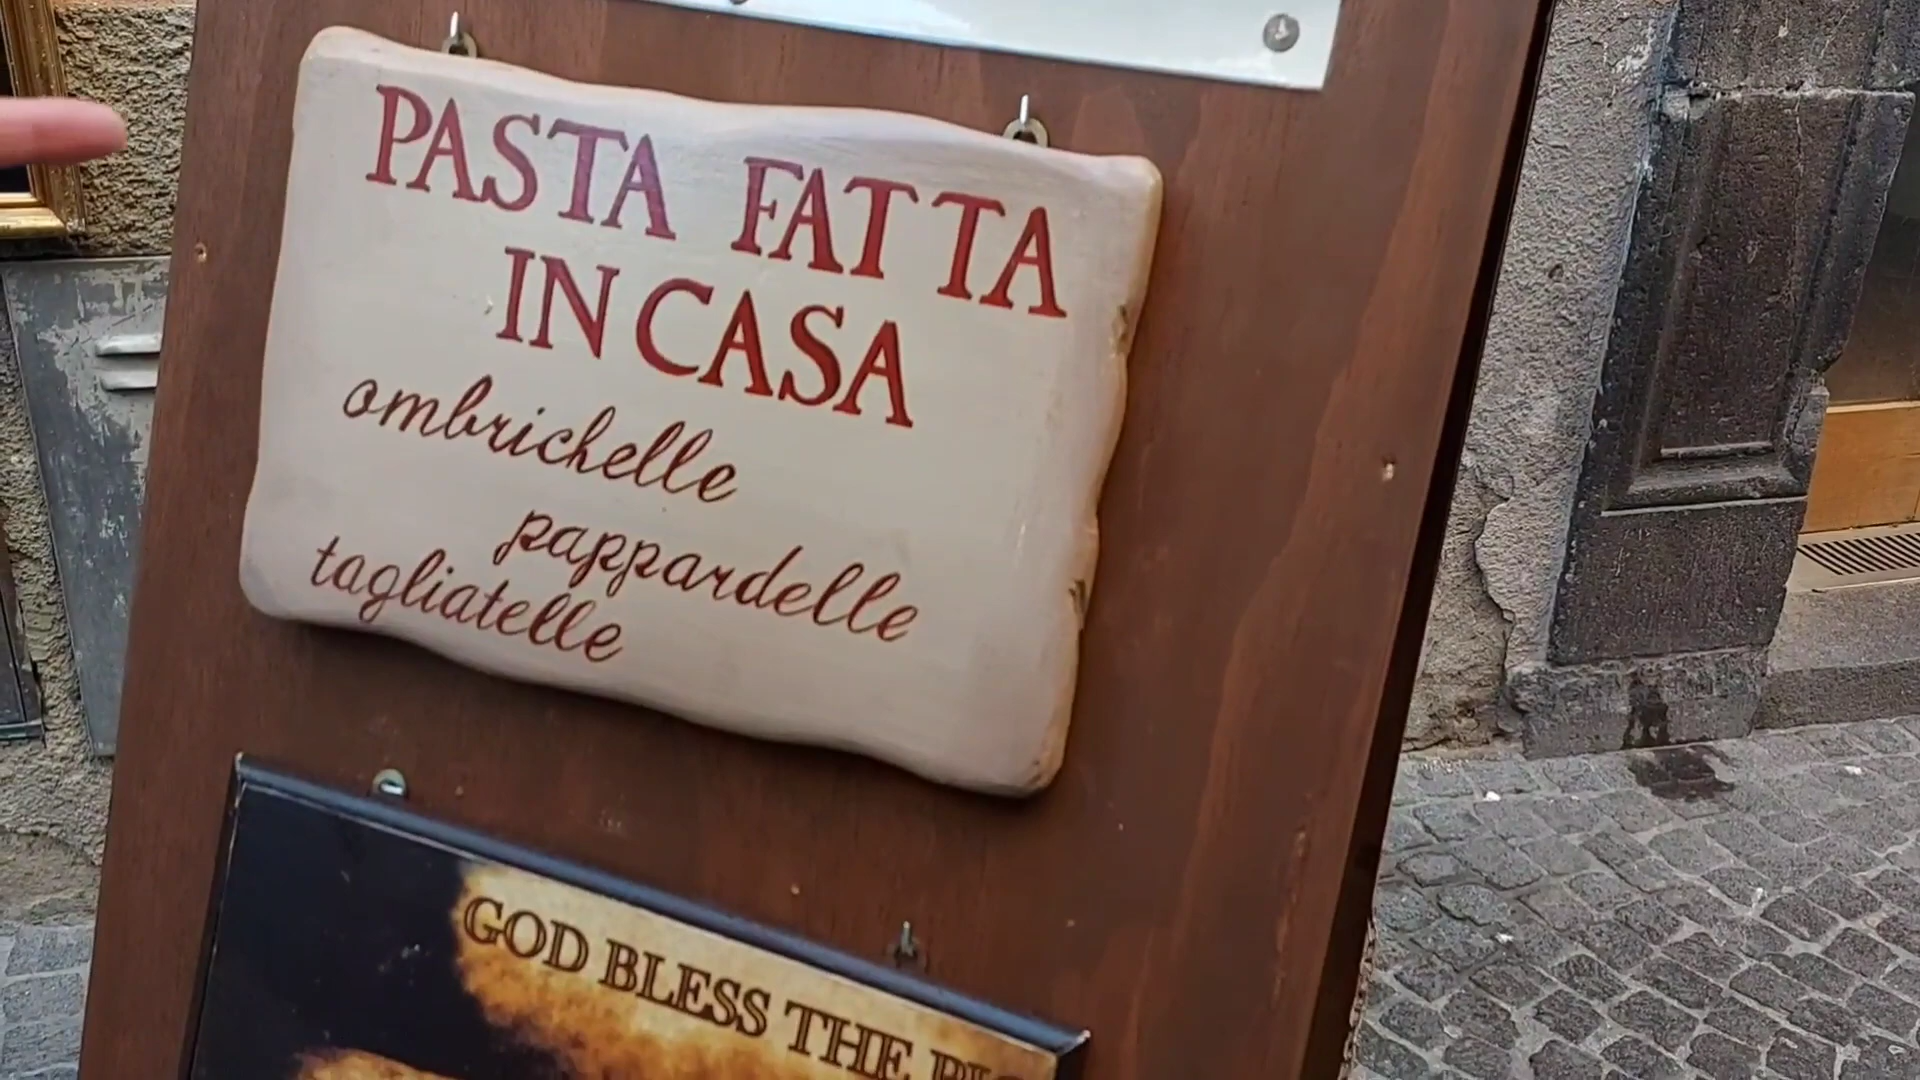 PASTA FATTA
IN CASA
ombrichelle
pappardelle
tagliatelle
GOD BLESS THE